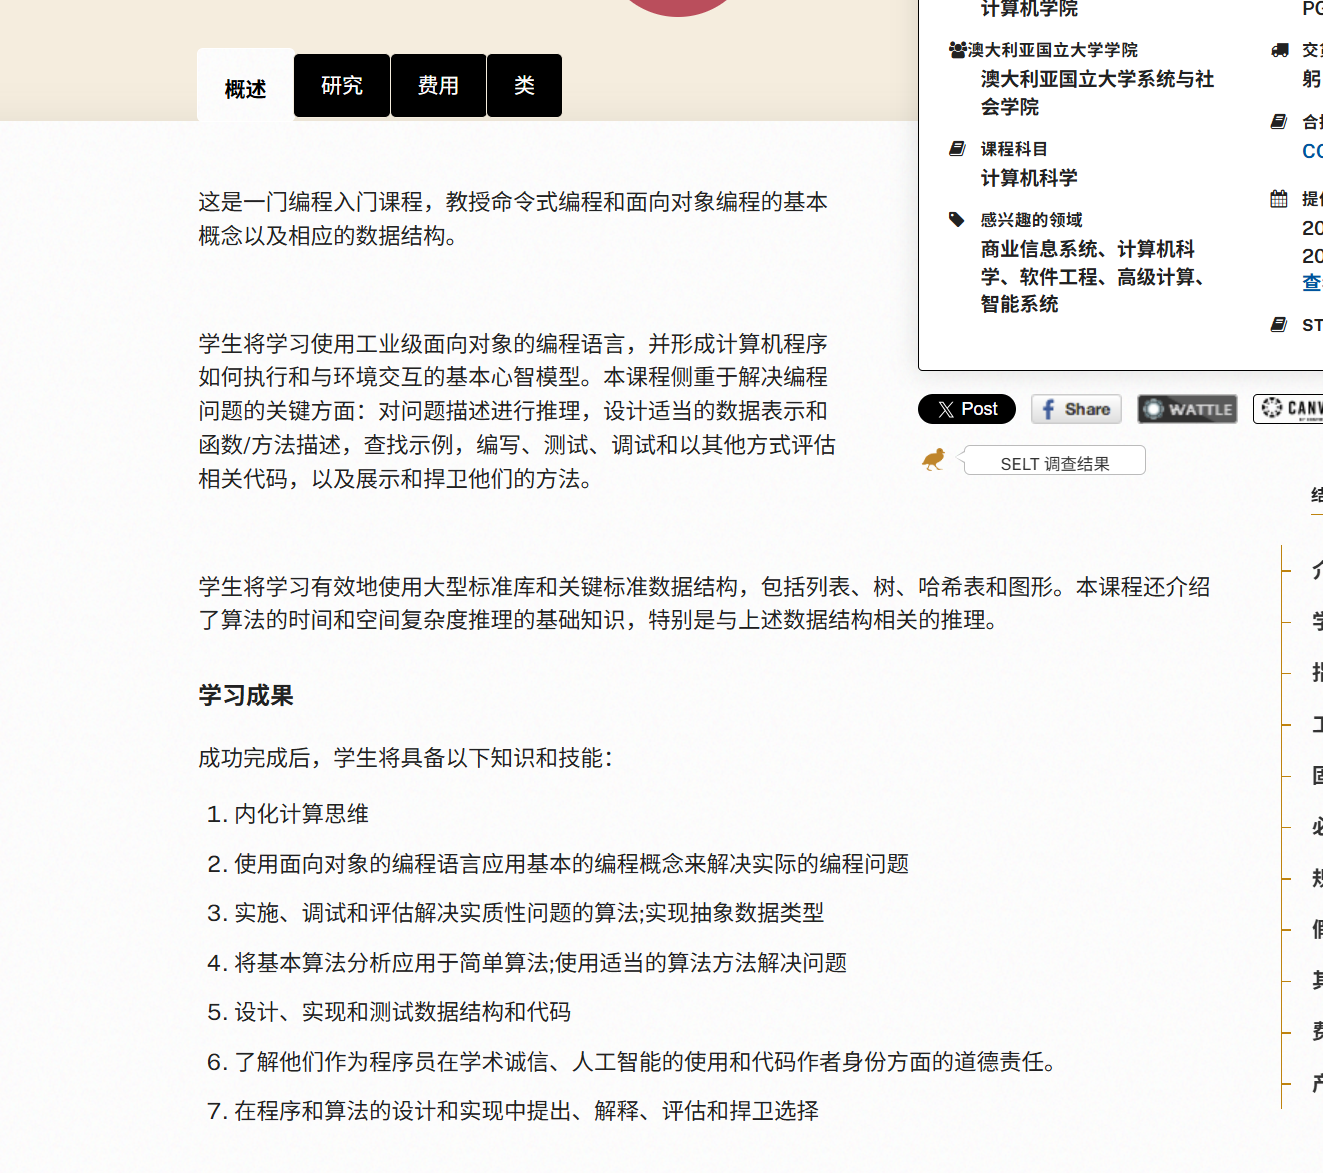 计算机学院
PG
澳大利亚国立大学学院
澳大利亚国立大学系统与社
会学院
课程科目
计算机科学
感兴趣的领域
商业信息系统、计算机科
学、软件工程、高级计算、
智能系统
躬
CO
20
20
查
ST
概述
研究
费用
类
这是一门编程入门课程，教授命令式编程和面向对象编程的基本
概念以及相应的数据结构。
学生将学习使用工业级面向对象的编程语言，并形成计算机程序
如何执行和与环境交互的基本心智模型。本课程侧重于解决编程
问题的关键方面：对问题描述进行推理，设计适当的数据表示和
函数/方法描述，查找示例，编写、测试、调试和以其他方式评估
相关代码，以及展示和捍卫他们的方法。
Post
Share
WATTLE
CANV
SELT 调查结果
学生将学习有效地使用大型标准库和关键标准数据结构，包括列表、树、哈希表和图形。本课程还介绍
了算法的时间和空间复杂度推理的基础知识，特别是与上述数据结构相关的推理。
学习成果
成功完成后，学生将具备以下知识和技能：
1. 内化计算思维
2. 使用面向对象的编程语言应用基本的编程概念来解决实际的编程问题
3. 实施、调试和评估解决实质性问题的算法;实现抽象数据类型
4. 将基本算法分析应用于简单算法;使用适当的算法方法解决问题
5. 设计、实现和测试数据结构和代码
6. 了解他们作为程序员在学术诚信、人工智能的使用和代码作者身份方面的道德责任。
7. 在程序和算法的设计和实现中提出、解释、评估和捍卫选择